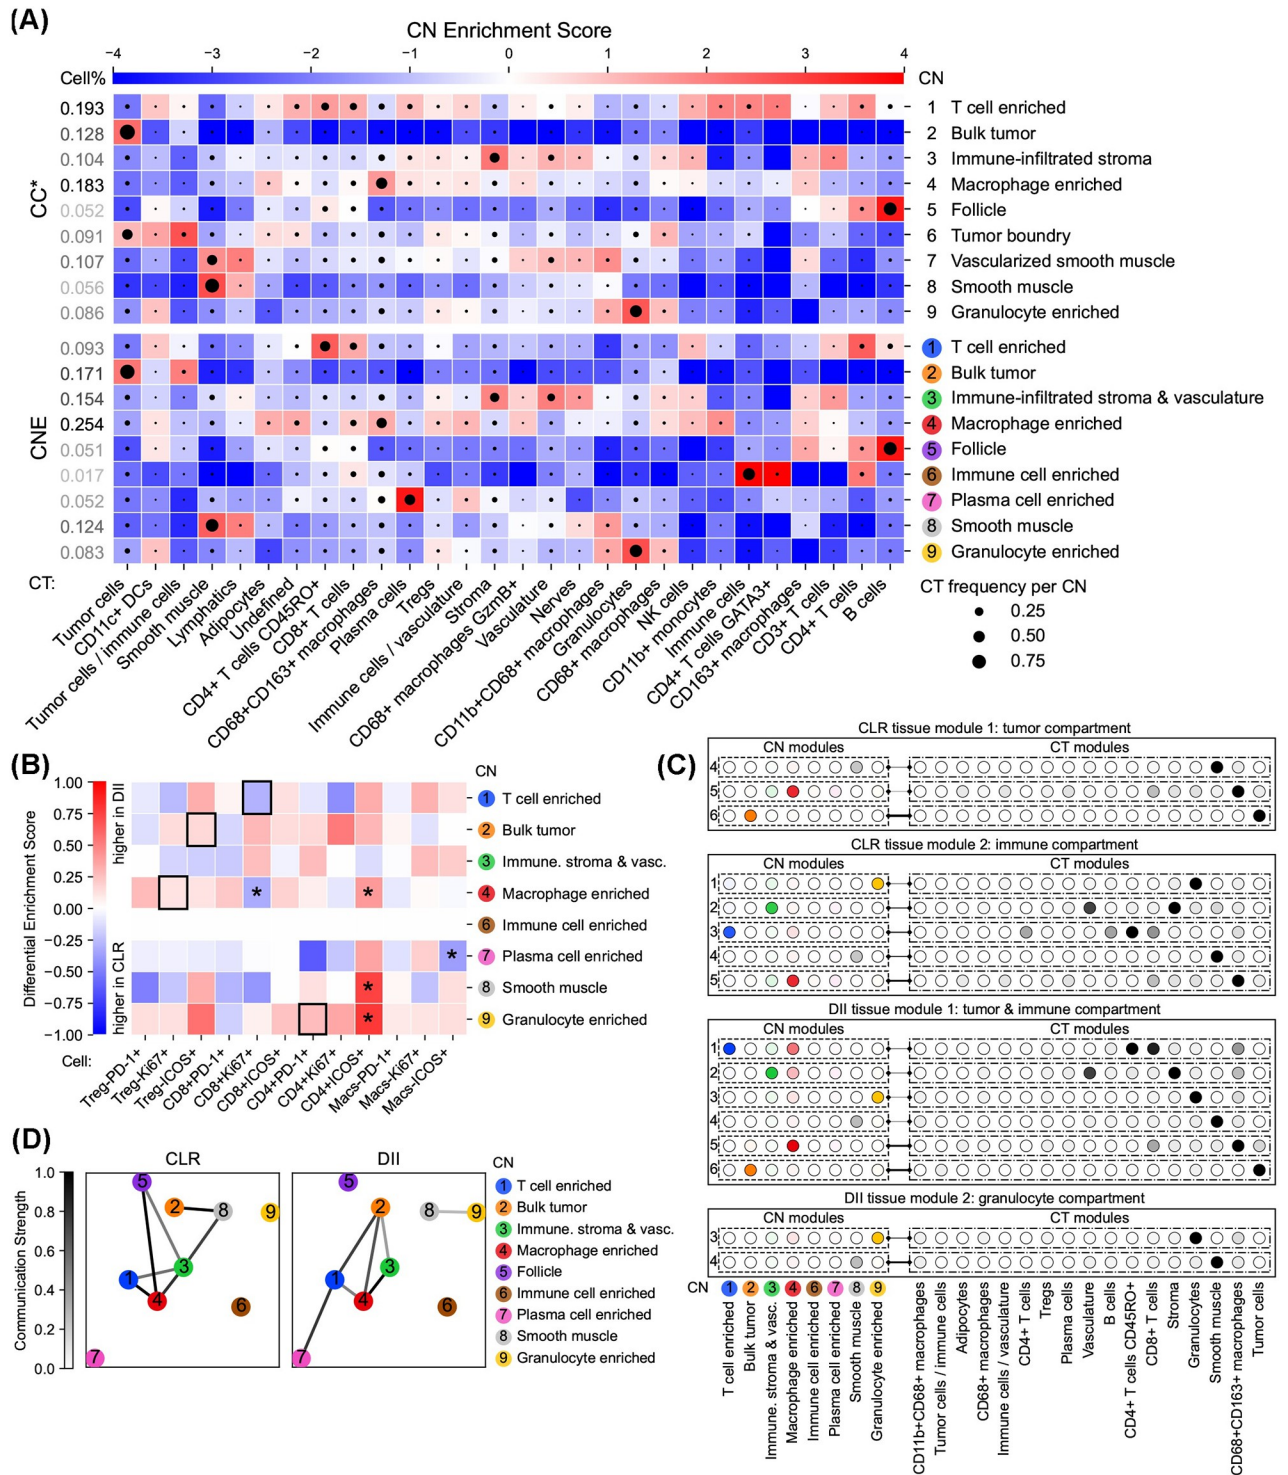 (A)
CN Enrichment Score
−4 −3 −2 −1 0 1 2 3 4
Cell% CN
CC*
0.193 1 T cell enriched
0.128 2 Bulk tumor
0.104 3 Immune-infiltrated stroma
0.183 4 Macrophage enriched
0.052 5 Follicle
0.091 6 Tumor boundry
0.107 7 Vascularized smooth muscle
0.056 8 Smooth muscle
0.086 9 Granulocyte enriched
CNE
0.093 1 T cell enriched
0.171 2 Bulk tumor
0.154 3 Immune-infiltrated stroma & vasculature
0.254 4 Macrophage enriched
0.051 5 Follicle
0.017 6 Immune cell enriched
0.052 7 Plasma cell enriched
0.124 8 Smooth muscle
0.083 9 Granulocyte enriched
CT:
Tumor cells
CD11c+ DCs
Tumor cells / immune cells
Smooth muscle
Lymphatics
Adipocytes
Undefined
CD4+ T cells CD45RO+
CD8+ T cells
CD68+CD163+ macrophages
Plasma cells
Tregs
Immune cells / vasculature
Stroma
CD68+ macrophages GzmB+
Vasculature
Nerves
CD11b+CD68+ macrophages
Granulocytes
CD68+ macrophages
NK cells
CD11b+ monocytes
Immune cells
CD4+ T cells GATA3+
CD163+ macrophages
CD3+ T cells
CD4+ T cells
B cells
CT frequency per CN
0.25
0.50
0.75
(B)
Differential Enrichment Score
1.00
0.75
0.50
0.25
0.00
−0.25
−0.50
−0.75
−1.00
higher in DII
higher in CLR
CN
1 T cell enriched
2 Bulk tumor
3 Immune. stroma & vasc.
* * 4 Macrophage enriched
6 Immune cell enriched
* 7 Plasma cell enriched
* 8 Smooth muscle
* 9 Granulocyte enriched
Cell:
Treg-PD-1+
Treg-Ki67+
Treg-ICOS+
CD8+PD-1+
CD8+Ki67+
CD8+ICOS+
CD4+PD-1+
CD4+Ki67+
CD4+ICOS+
Macs-PD-1+
Macs-Ki67+
Macs-ICOS+
(C)
CLR tissue module 1: tumor compartment
CN modules CT modules
4
5
6
CLR tissue module 2: immune compartment
CN modules CT modules
1
2
3
4
5
DII tissue module 1: tumor & immune compartment
CN modules CT modules
1
2
3
4
5
6
DII tissue module 2: granulocyte compartment
CN modules CT modules
3
4
CN 1 2 3 4 6 7 8 9
T cell enriched
Bulk tumor
Immune. stroma & vasc.
Macrophage enriched
Immune cell enriched
Plasma cell enriched
Smooth muscle
Granulocyte enriched
CD11b+CD68+ macrophages
Tumor cells / immune cells
Adipocytes
CD68+ macrophages
Immune cells / vasculature
CD4+ T cells
Tregs
Plasma cells
Vasculature
B cells
CD4+ T cells CD45RO+
CD8+ T cells
Stroma
Granulocytes
Smooth muscle
CD68+CD163+ macrophages
Tumor cells
(D)
Communication Strength
1.0
0.8
0.6
0.4
0.2
0.0
CLR
5
2 8 9
3
1
4
6
7
DII
5
2 8 9
3
1
4
6
7
CN
1 T cell enriched
2 Bulk tumor
3 Immune. stroma & vasc.
4 Macrophage enriched
5 Follicle
6 Immune cell enriched
7 Plasma cell enriched
8 Smooth muscle
9 Granulocyte enriched